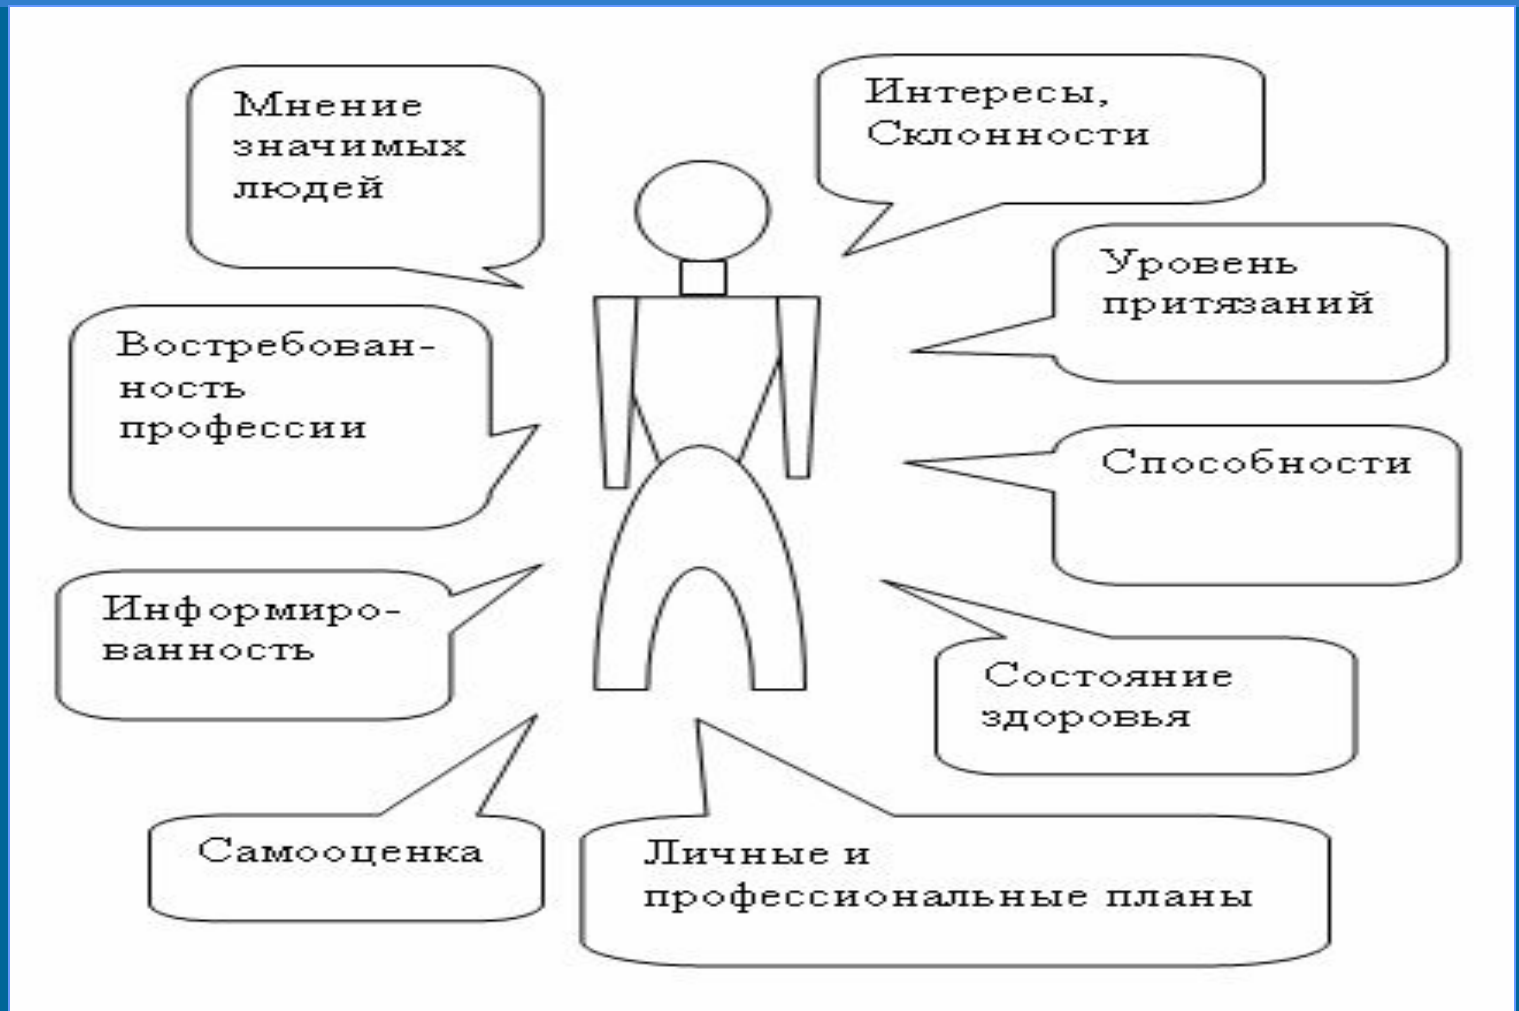 Мнение
значимых
людей
Интересы,
Склонности
Уровень
притязаний
Востребован-
ность
профессии
Способности
Информиро-
ванность
Состояние
здоровья
Самооценка
Личные и
профессиональные планы